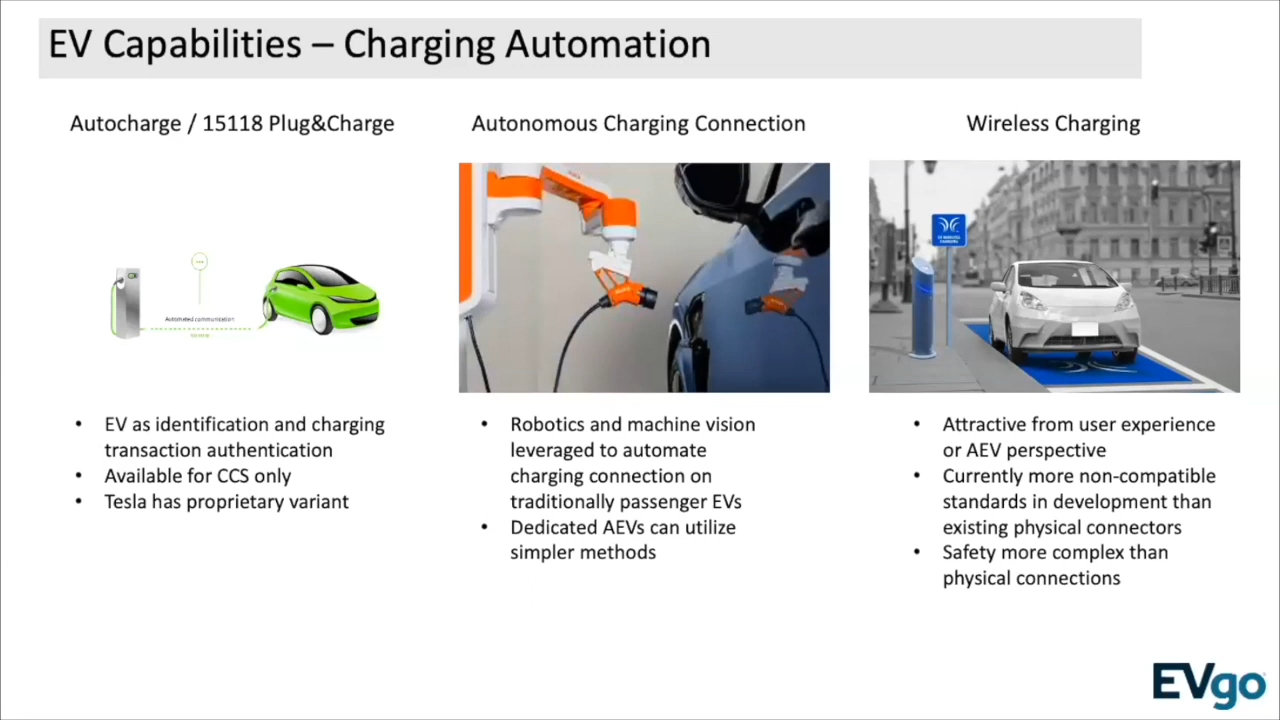 EV Capabilities – Charging Automation
Autocharge / 15118 Plug&Charge
Automated communication
• EV as identification and charging
transaction authentication
• Available for CCS only
• Tesla has proprietary variant
Autonomous Charging Connection
• Robotics and machine vision
leveraged to automate
charging connection on
traditionally passenger EVs
• Dedicated AEVs can utilize
simpler methods
Wireless Charging
• Attractive from user experience
or AEV perspective
• Currently more non-compatible
standards in development than
existing physical connectors
• Safety more complex than
physical connections
EVgo